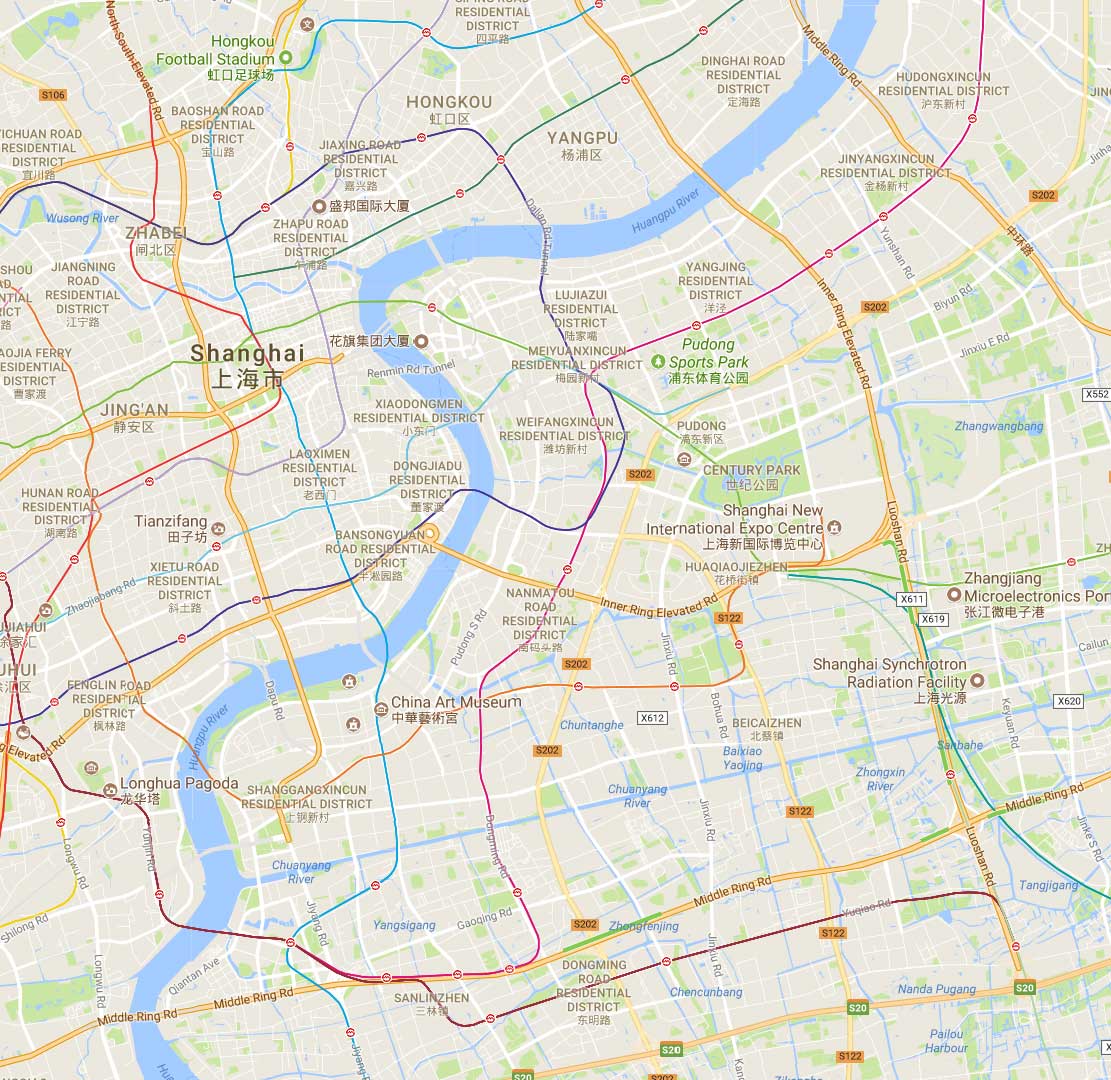 North-South Elevated Rd
SIPING ROAD
RESIDENTIAL
DISTRICT
四平路
Middle Ring Rd
Hongkou
Football Stadium
虹口足球场
DINGHAI ROAD
RESIDENTIAL
DISTRICT
定海路
HUDONGXINCUN
RESIDENTIAL
DISTRICT
沪东新村
S106
BAOSHAN ROAD
RESIDENTIAL
DISTRICT
宝山路
HONGKOU
虹口区
YICHUAN ROAD
RESIDENTIAL
DISTRICT
宜川路
JIAXING ROAD
RESIDENTIAL
DISTRICT
嘉兴路
YANGPU
杨浦区
JINYANGXINCUN
RESIDENTIAL DISTRICT
金杨新村
S202
盛邦国际大厦
Wusong River
ZHABEI
闸北区
ZHAPU ROAD
RESIDENTIAL
DISTRICT
乍浦路
Dalian Rd Tunnel
Huangpu River
Yunshan Rd
中环路
JIANGNING
ROAD
RESIDENTIAL
DISTRICT
江宁路
YANGJING
RESIDENTIAL
DISTRICT
洋泾
LUJIAZUI
RESIDENTIAL
DISTRICT
陆家嘴
Inner Ring Elevated Rd
Biyun Rd
S202
花旗集团大厦
Shanghai
上海市
Pudong
Sports Park
浦东体育公园
MEIYUANXINCUN
RESIDENTIAL DISTRICT
梅园新村
Jinxiu E Rd
Renmin Rd Tunnel
曹家渡
X552
JING'AN
静安区
XIAODONGMEN
RESIDENTIAL DISTRICT
小东门
WEIFANGXINCUN
RESIDENTIAL DISTRICT
潍坊新村
PUDONG
浦东新区
Zhangwangbang
LAOXIMEN
RESIDENTIAL
DISTRICT
老西门
DONGJIADU
RESIDENTIAL
DISTRICT
董家渡
S202
CENTURY PARK
世纪公园
HUNAN ROAD
RESIDENTIAL
DISTRICT
湖南路
Tianzifang
田子坊
Shanghai New
International Expo Centre
上海新国际博览中心
Luoshan Rd
BANSONGYUAN
ROAD RESIDENTIAL
DISTRICT
半淞园路
XIETU ROAD
RESIDENTIAL
DISTRICT
斜土路
HUAQIAOJIEZHEN
花桥街镇
Zhangjiang
Microelectronics Port
张江微电子港
Zhaojiabang Rd
NANMATOU
ROAD
RESIDENTIAL
DISTRICT
南码头路
Inner Ring Elevated Rd
X611
X619
S122
Pudong S Rd
Jinxiu Rd
S202
Shanghai Synchrotron
Radiation Facility
上海光源
FENGLIN ROAD
RESIDENTIAL
DISTRICT
枫林路
Dapu Rd
China Art Museum
中華藝術宮
Bohua Rd
Keyuan Rd
X620
X612
Chuntanghe
BEICAIZHEN
北蔡镇
Huangpu River
S202
Baixiao
Yaojing
Sanbahe
Longhua Pagoda
龙华塔
SHANGGANGXINCUN
RESIDENTIAL DISTRICT
上钢新村
Zhongxin
River
Chuanyang
River
Middle Ring Rd
S122
Yunjin Rd
Dongming Rd
Jinxiu Rd
Jinke S Rd
Longwu Rd
Chuanyang
River
Luoshan Rd
Middle Ring Rd
Tangjigang
Shilong Rd
Jiyang Rd
Yangsigang
Gaoqing Rd
Yuqiao Rd
S202
Zhongfenjing
S122
Longwu Rd
Qiantan Ave
Jinxiu Rd
DONGMING
ROAD
RESIDENTIAL
DISTRICT
东明路
Middle Ring Rd
SANLINZHEN
三林镇
Chencunbang
Nanda Pugang
S20
S20
Middle Ring Rd
Pailou
Harbour
S20
S122
S20
S202